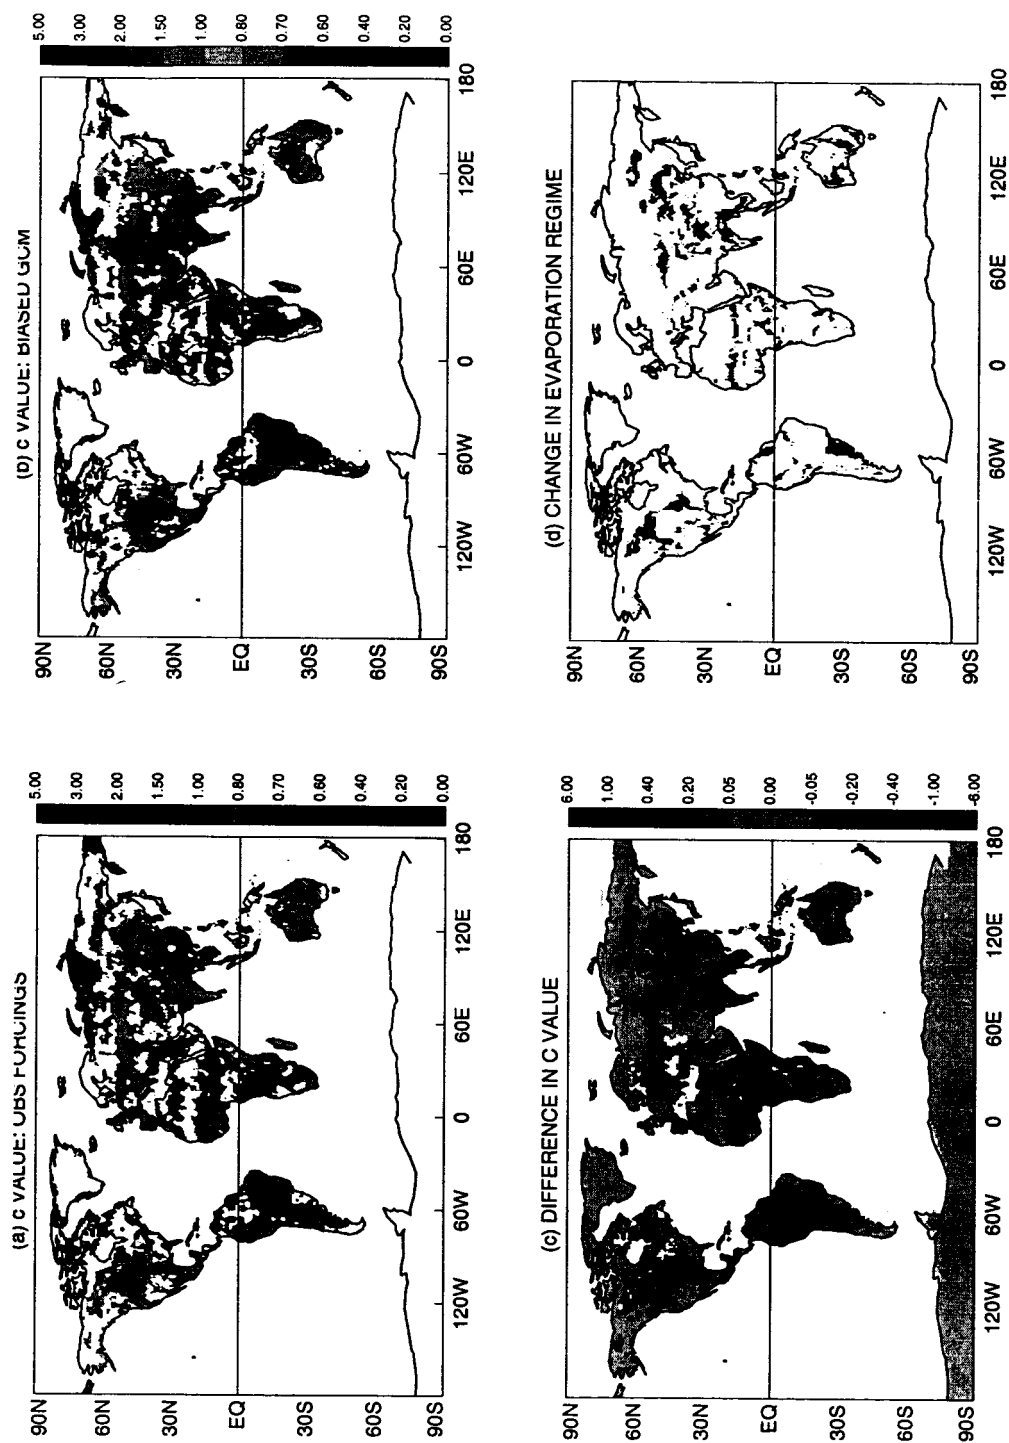 (a) C VALUE: OBS FORCINGS
90N
60N
30N
EQ
30S
60S
90S
120W
60W
0
60E
120E
180
5.00
3.00
2.00
1.50
1.00
0.80
0.70
0.60
0.40
0.20
0.00
(b) C VALUE: BIASED GCM
90N
60N
30N
EQ
30S
60S
90S
120W
60W
0
60E
120E
180
5.00
3.00
2.00
1.50
1.00
0.80
0.70
0.60
0.40
0.20
0.00
(c) DIFFERENCE IN C VALUE
90N
60N
30N
EQ
30S
60S
90S
120W
60W
0
60E
120E
180
6.00
1.00
0.40
0.20
0.05
0.00
-0.05
-0.20
-0.40
-1.00
-6.00
(d) CHANGE IN EVAPORATION REGIME
90N
60N
30N
EQ
30S
60S
90S
120W
60W
0
60E
120E
180